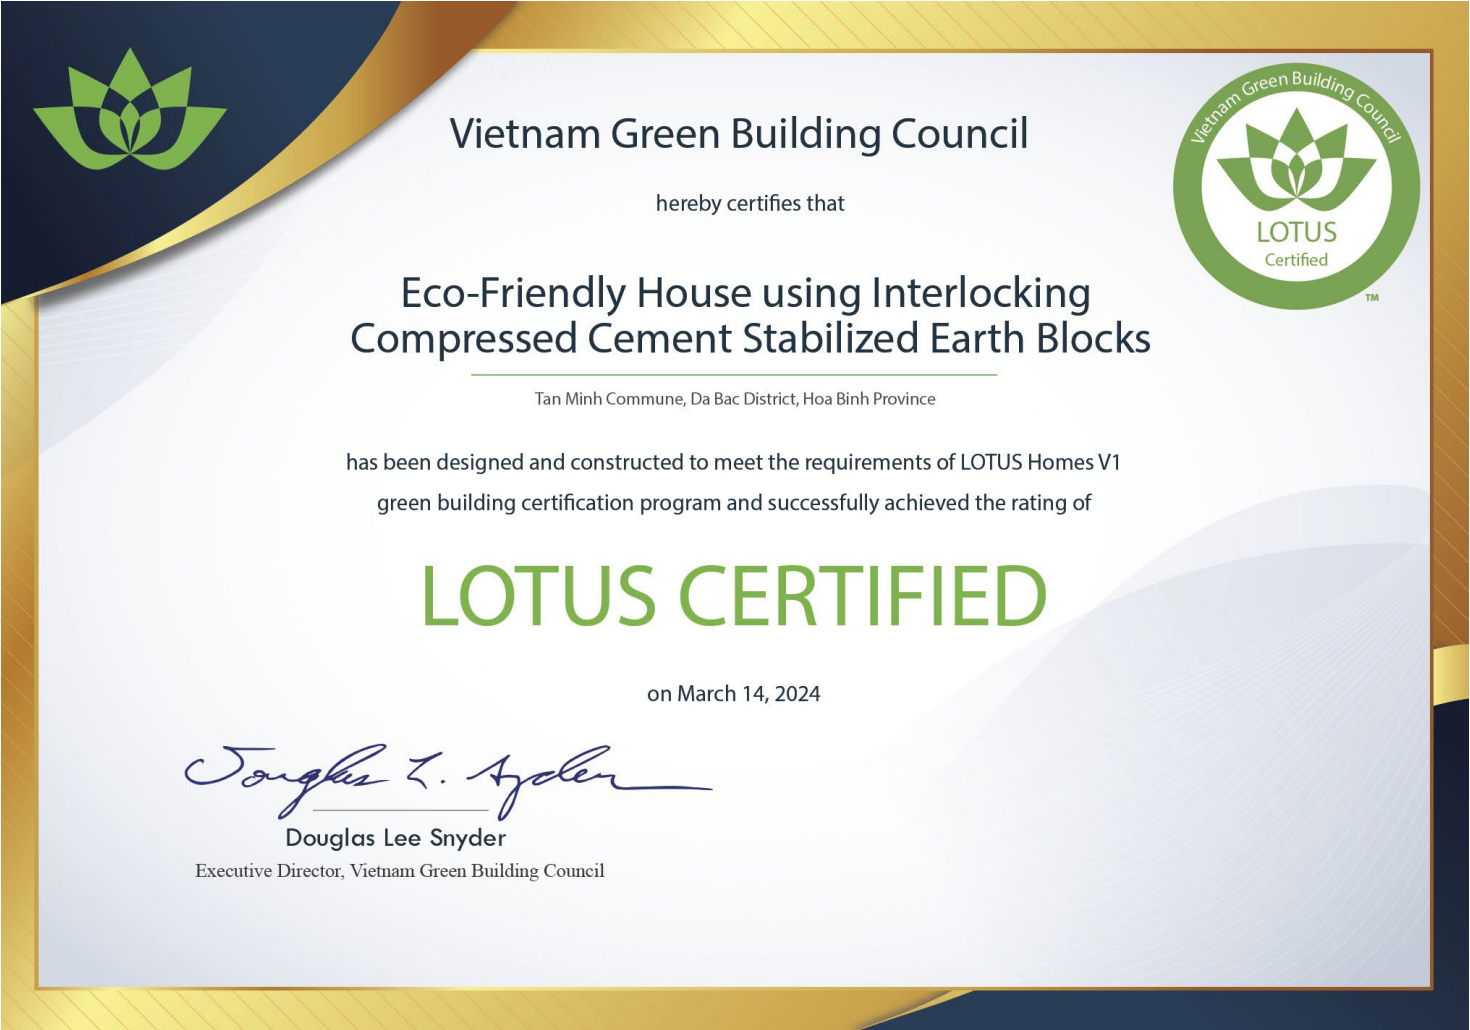 Vietnam Green Building Council
hereby certifies that
Vietnam Green Building Council
LOTUS
Certified
™
Eco-Friendly House using Interlocking
Compressed Cement Stabilized Earth Blocks
Tan Minh Commune, Da Bac District, Hoa Binh Province
has been designed and constructed to meet the requirements of LOTUS Homes V1
green building certification program and successfully achieved the rating of
LOTUS CERTIFIED
on March 14, 2024
Douglas L. Snyder
Douglas Lee Snyder
Executive Director, Vietnam Green Building Council